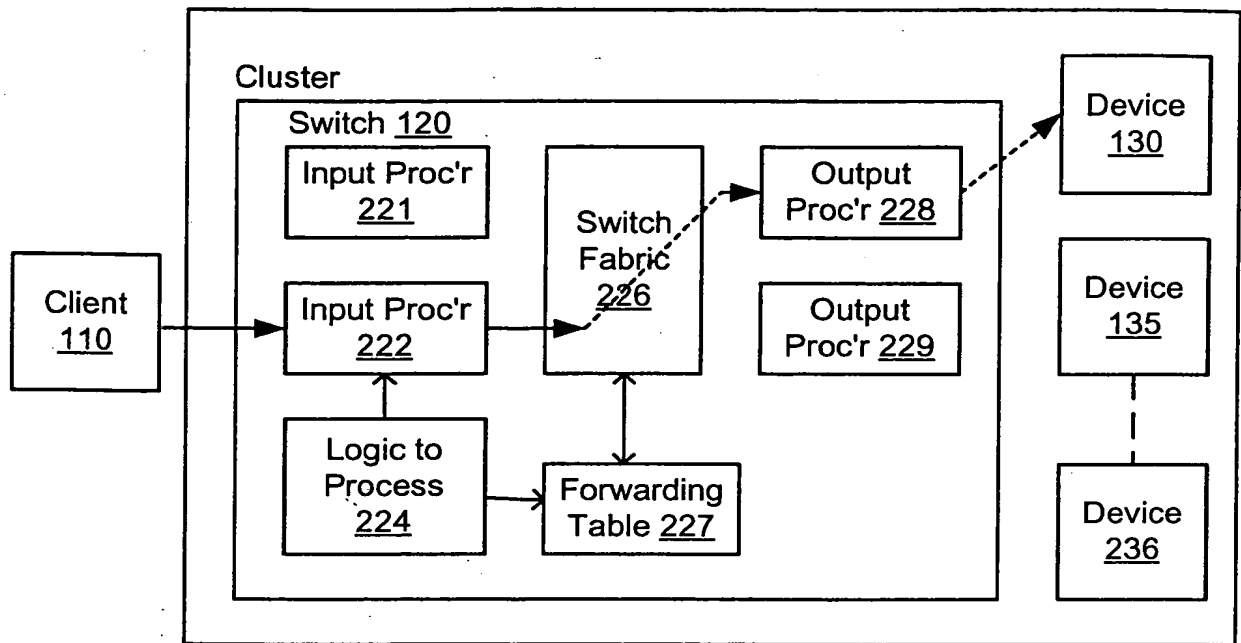 Cluster
Switch 120
Input Proc'r
221
Input Proc'r
222
Logic to
Process
224
Switch
Fabric
226
Forwarding
Table 227
Output
Proc'r 228
Output
Proc'r 229
Client
110
Device
130
Device
135
Device
236